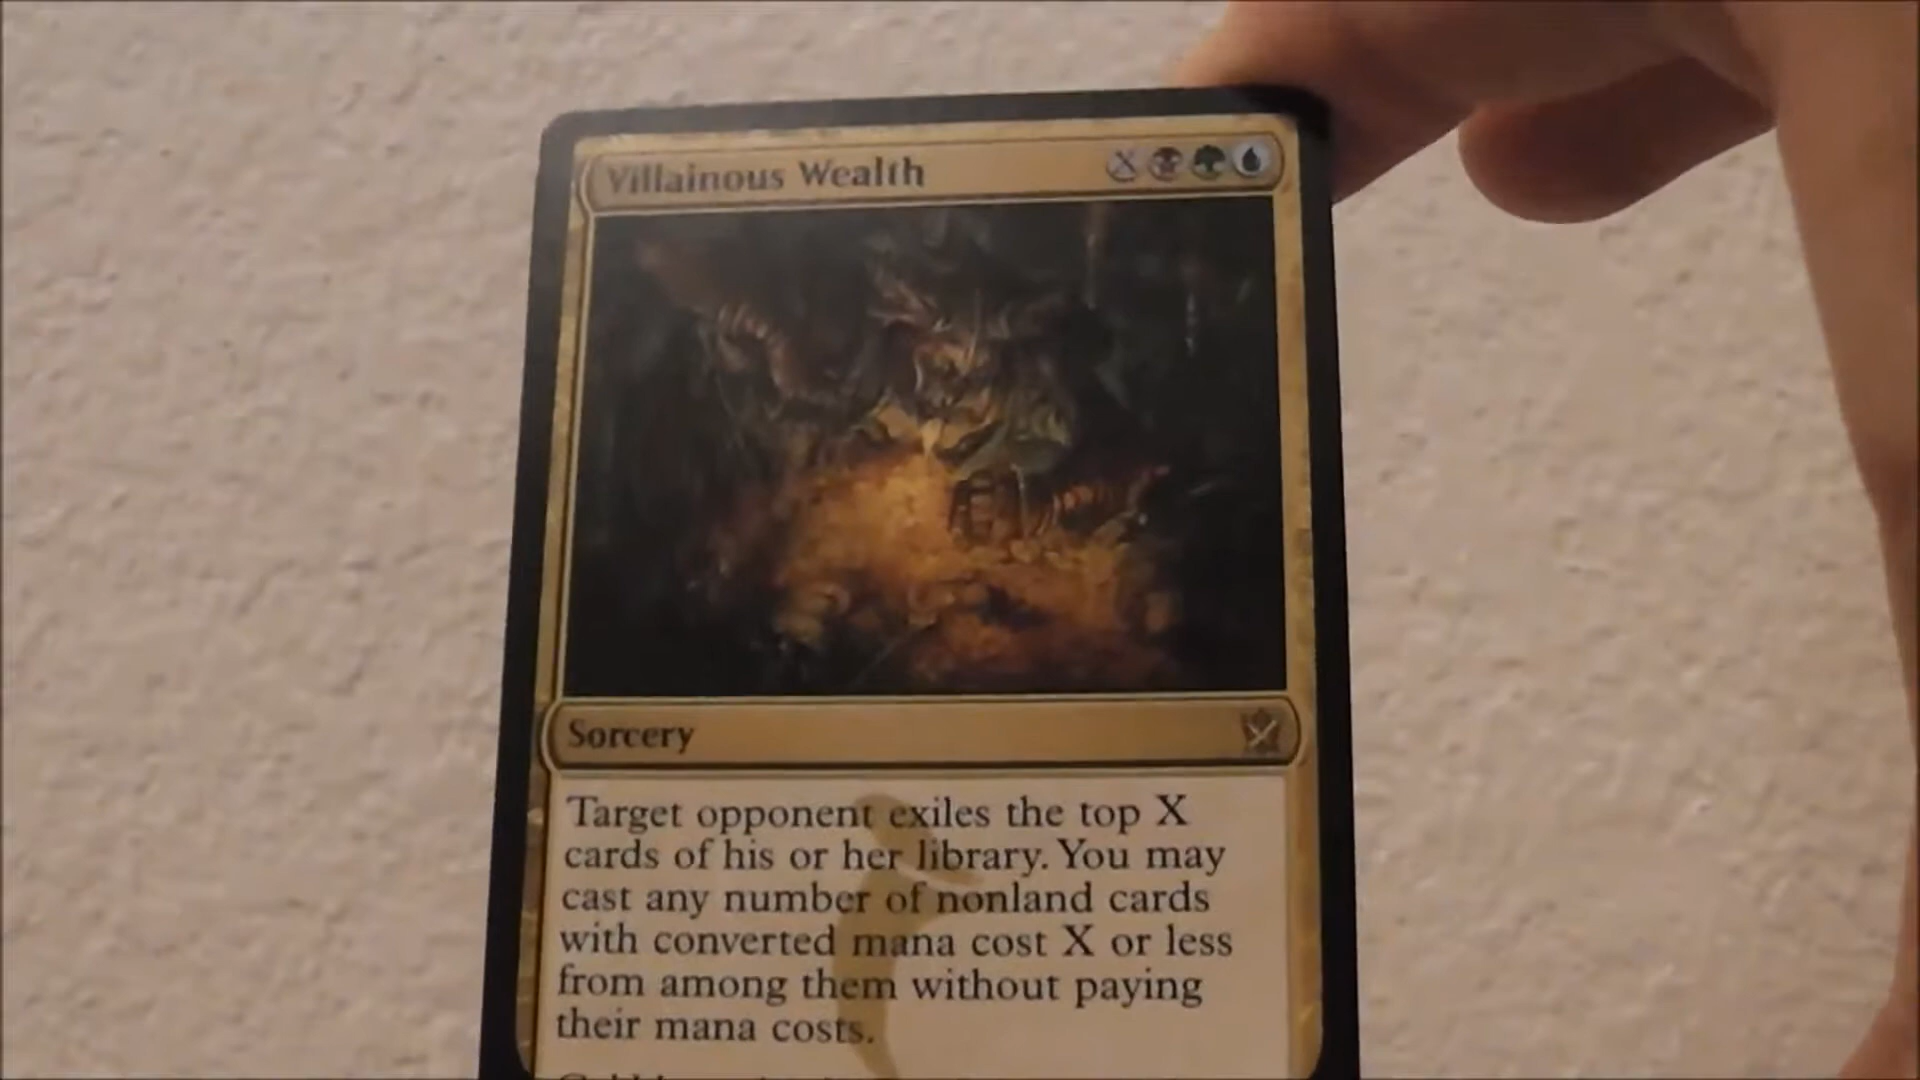 Villainous Wealth X
Sorcery
Target opponent exiles the top X
cards of his or her library. You may
cast any number of nonland cards
with converted mana cost X or less
from among them without paying
their mana costs.